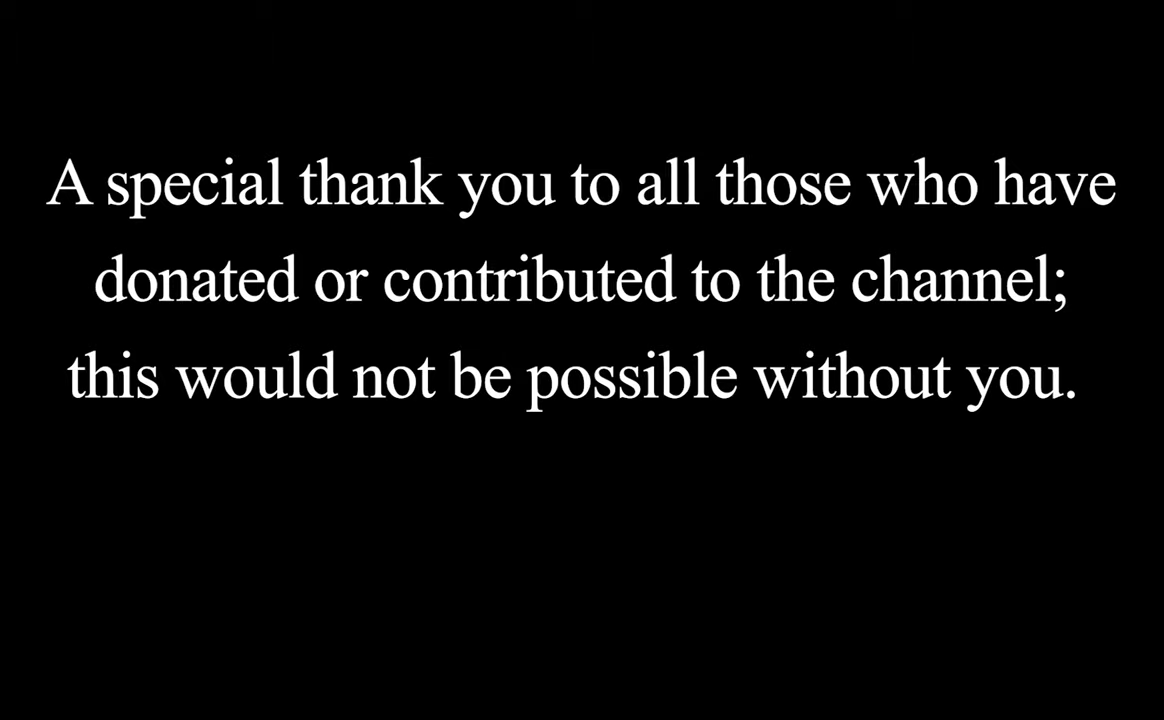 A special thank you to all those who have
donated or contributed to the channel;
this would not be possible without you.